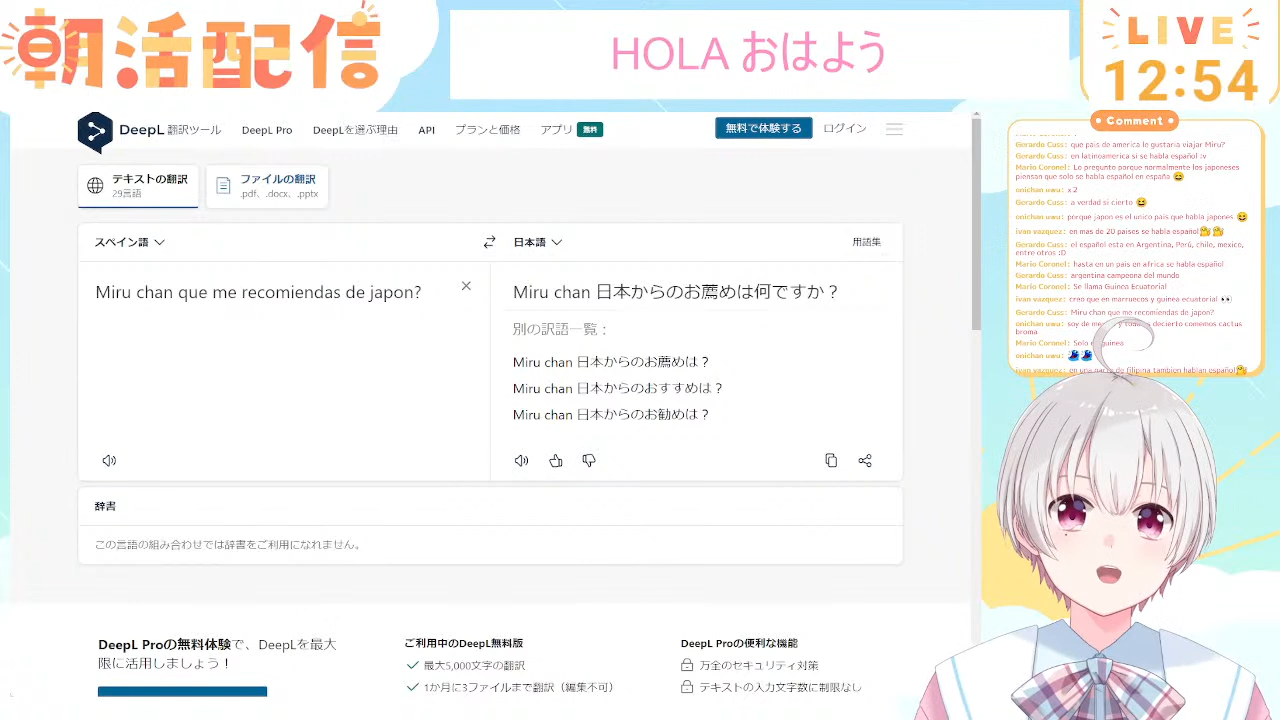 朝活配信
HOLA おはよう
LIVE
12:54
DeepL 翻訳ツール DeepL Pro DeepLを選ぶ理由 API プランと価格 アプリ 無料 無料で体験する ログイン
テキストの翻訳
29言語
ファイルの翻訳
.pdf、.docx、.pptx
スペイン語 日本語 用語集
Miru chan que me recomiendas de japon?
Miru chan 日本からのお薦めは何ですか？
別の訳語一覧：
Miru chan 日本からのお薦めは？
Miru chan 日本からのおすすめは？
Miru chan 日本からのお勧めは？
辞書
この言語の組み合わせでは辞書をご利用になれません。
DeepL Proの無料体験で、DeepLを最大
限に活用しましょう！
ご利用中のDeepL無料版
最大5,000文字の翻訳
1か月に3ファイルまで翻訳（編集不可）
DeepL Proの便利な機能
万全のセキュリティ対策
テキストの入力文字数に制限なし
Comment
Gerardo Cuss: que pais de america le gustaria viajar Miru?
Gerardo Cuss: en latinoamerica si se habla español :v
Mario Coronel: Lo pregunto porque normalmente los japoneses
piensan que solo se habla español en españa 😄
onichan uwu: x2
Gerardo Cuss: a verdad si cierto 😄
onichan uwu: porque japon es el unico pais que habla japones 😄
ivan vazquez: en mas de 20 paises se habla español
Gerardo Cuss: el español esta en Argentina, Perú, chile, mexico,
entre otros :D
Mario Coronel: hasta en un pais en africa se habla español
Gerardo Cuss: argentina campeona del mundo
Mario Coronel: Se llama Guinea Ecuatorial
ivan vazquez: creo que en marruecos y guinea ecuatorial 👀
Gerardo Cuss: Miru chan que me recomiendas de japon?
onichan uwu: soy de decierto comemos cactus
broma
Mario Coronel: Solo guinea
onichan uwu:
ivan vazquez: en una parte de filipina tambien hablan español